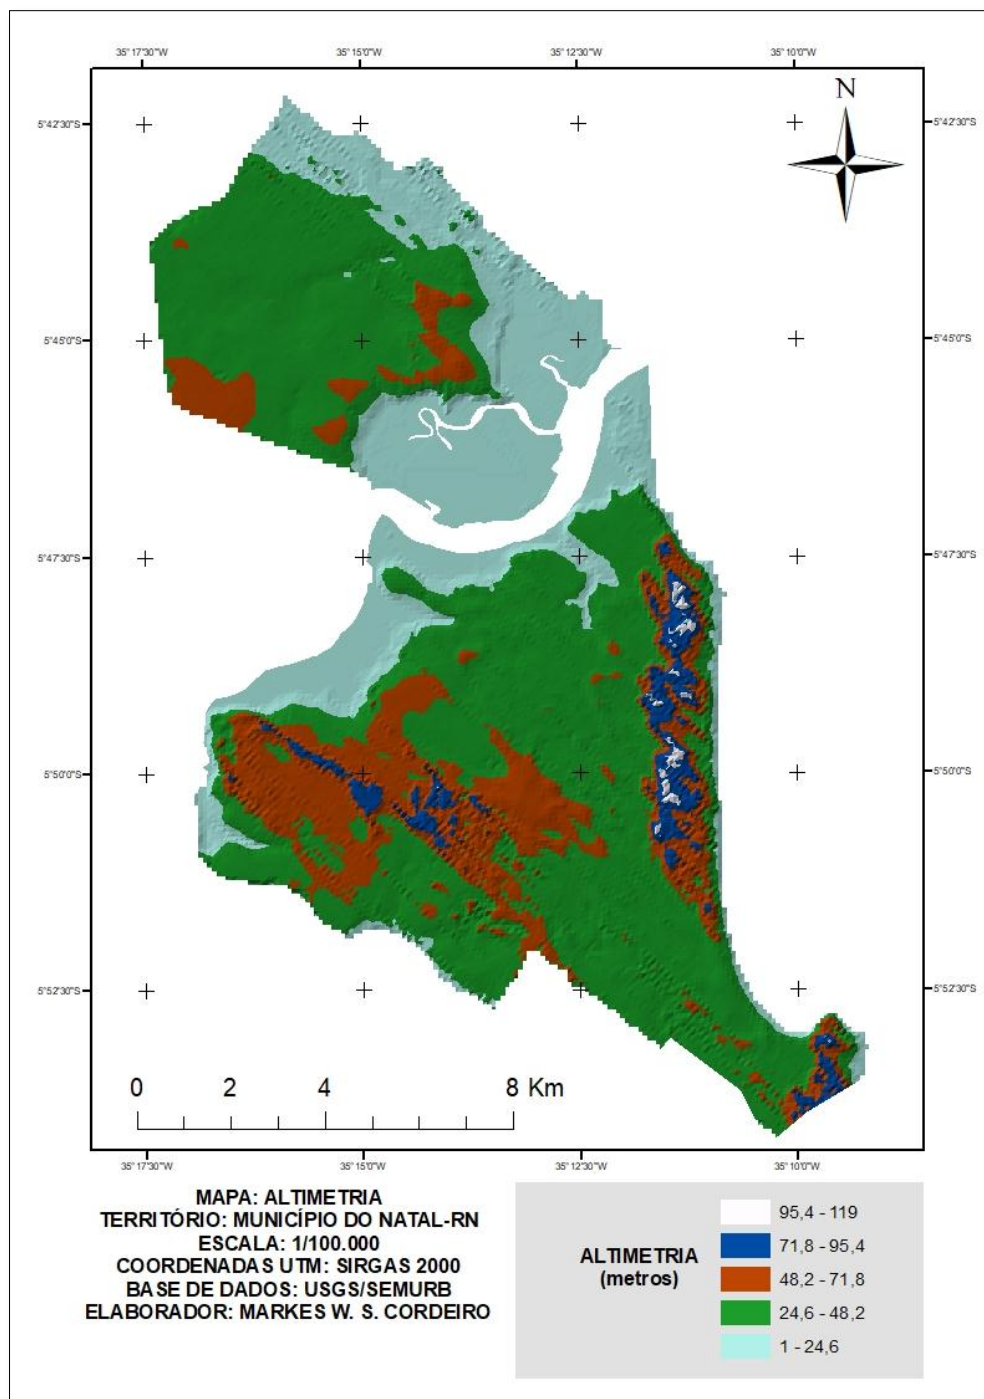 35°17'30"W 35°15'0"W 35°12'30"W 35°10'0"W
N
5°42'30"S 5°42'30"S
5°45'0"S 5°45'0"S
5°47'30"S 5°47'30"S
5°50'0"S 5°50'0"S
5°52'30"S 5°52'30"S
0 2 4 8 Km
35°17'30"W 35°15'0"W 35°12'30"W 35°10'0"W
MAPA: ALTIMETRIA
TERRITÓRIO: MUNICÍPIO DO NATAL-RN
ESCALA: 1/100.000
COORDENADAS UTM: SIRGAS 2000
BASE DE DADOS: USGS/SEMURB
ELABORADOR: MARKES W. S. CORDEIRO
ALTIMETRIA
(metros)
95,4 - 119
71,8 - 95,4
48,2 - 71,8
24,6 - 48,2
1 - 24,6